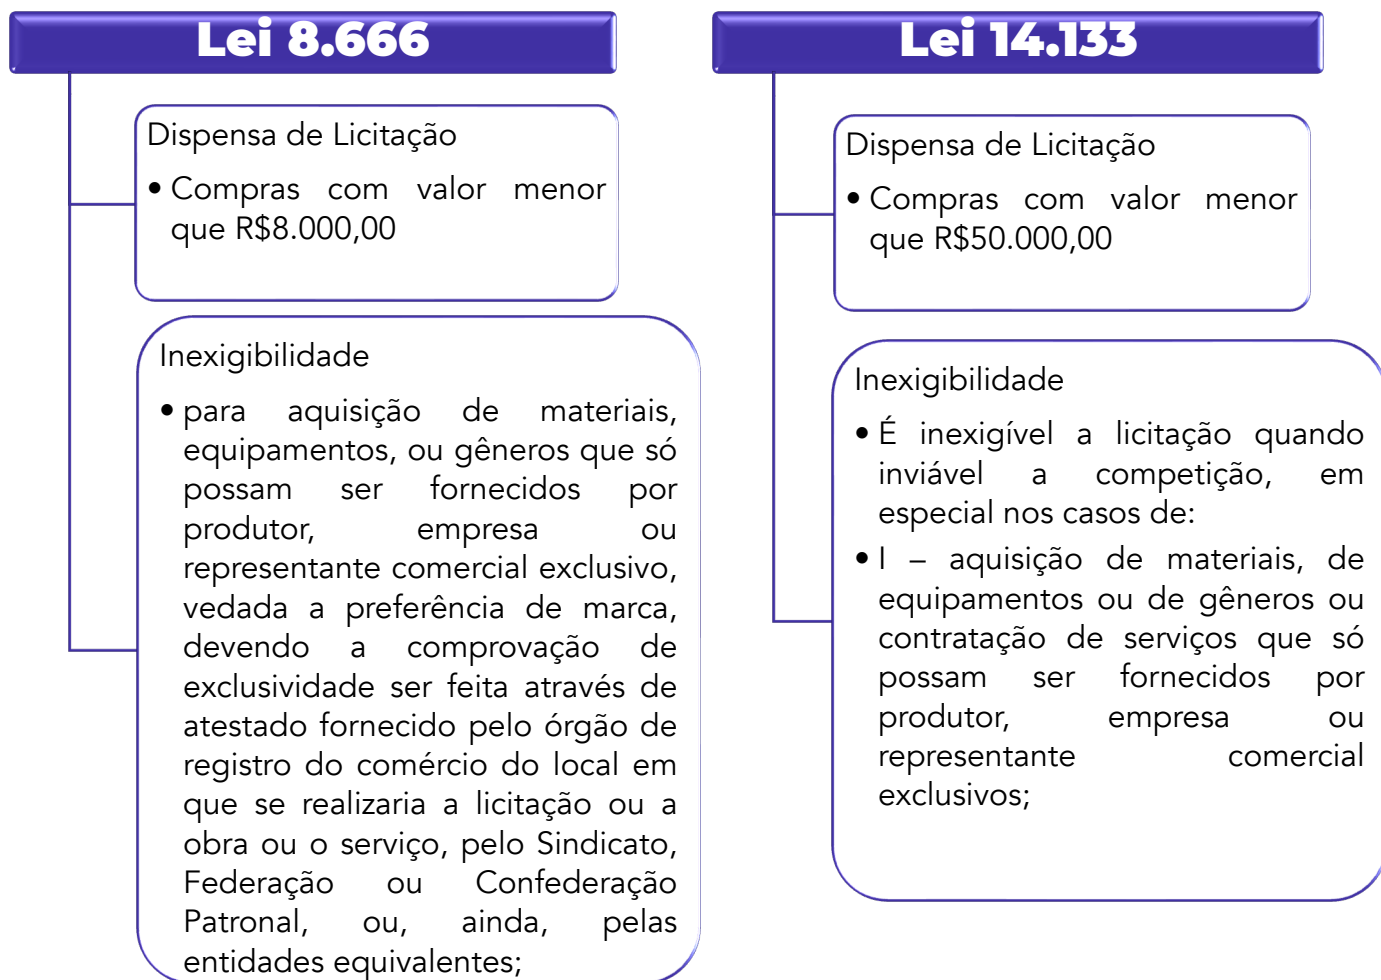 Lei 8.666
Dispensa de Licitação
• Compras com valor menor
que R$8.000,00
Inexigibilidade
• para aquisição de materiais,
equipamentos, ou gêneros que só
possam ser fornecidos por
produtor, empresa ou
representante comercial exclusivo,
vedada a preferência de marca,
devendo a comprovação de
exclusividade ser feita através de
atestado fornecido pelo órgão de
registro do comércio do local em
que se realizaria a licitação ou a
obra ou o serviço, pelo Sindicato,
Federação ou Confederação
Patronal, ou, ainda, pelas
entidades equivalentes;
Lei 14.133
Dispensa de Licitação
• Compras com valor menor
que R$50.000,00
Inexigibilidade
• É inexigível a licitação quando
inviável a competição, em
especial nos casos de:
• I – aquisição de materiais, de
equipamentos ou de gêneros ou
contratação de serviços que só
possam ser fornecidos por
produtor, empresa ou
representante comercial
exclusivos;